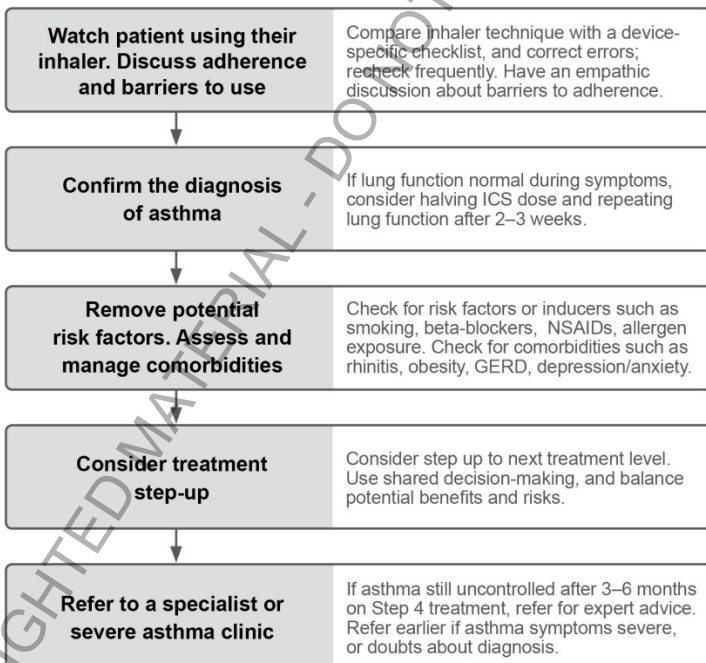 Watch patient using their
inhaler. Discuss adherence
and barriers to use
Compare inhaler technique with a device-
specific checklist, and correct errors;
recheck frequently. Have an empathic
discussion about barriers to adherence.
Confirm the diagnosis
of asthma
If lung function normal during symptoms,
consider halving ICS dose and repeating
lung function after 2–3 weeks.
Remove potential
risk factors. Assess and
manage comorbidities
Check for risk factors or inducers such as
smoking, beta-blockers, NSAIDs, allergen
exposure. Check for comorbidities such as
rhinitis, obesity, GERD, depression/anxiety.
Consider treatment
step-up
Consider step up to next treatment level.
Use shared decision-making, and balance
potential benefits and risks.
Refer to a specialist or
severe asthma clinic
If asthma still uncontrolled after 3–6 months
on Step 4 treatment, refer for expert advice.
Refer earlier if asthma symptoms severe,
or doubts about diagnosis.
IGHTED MATERIAL - DO NOT